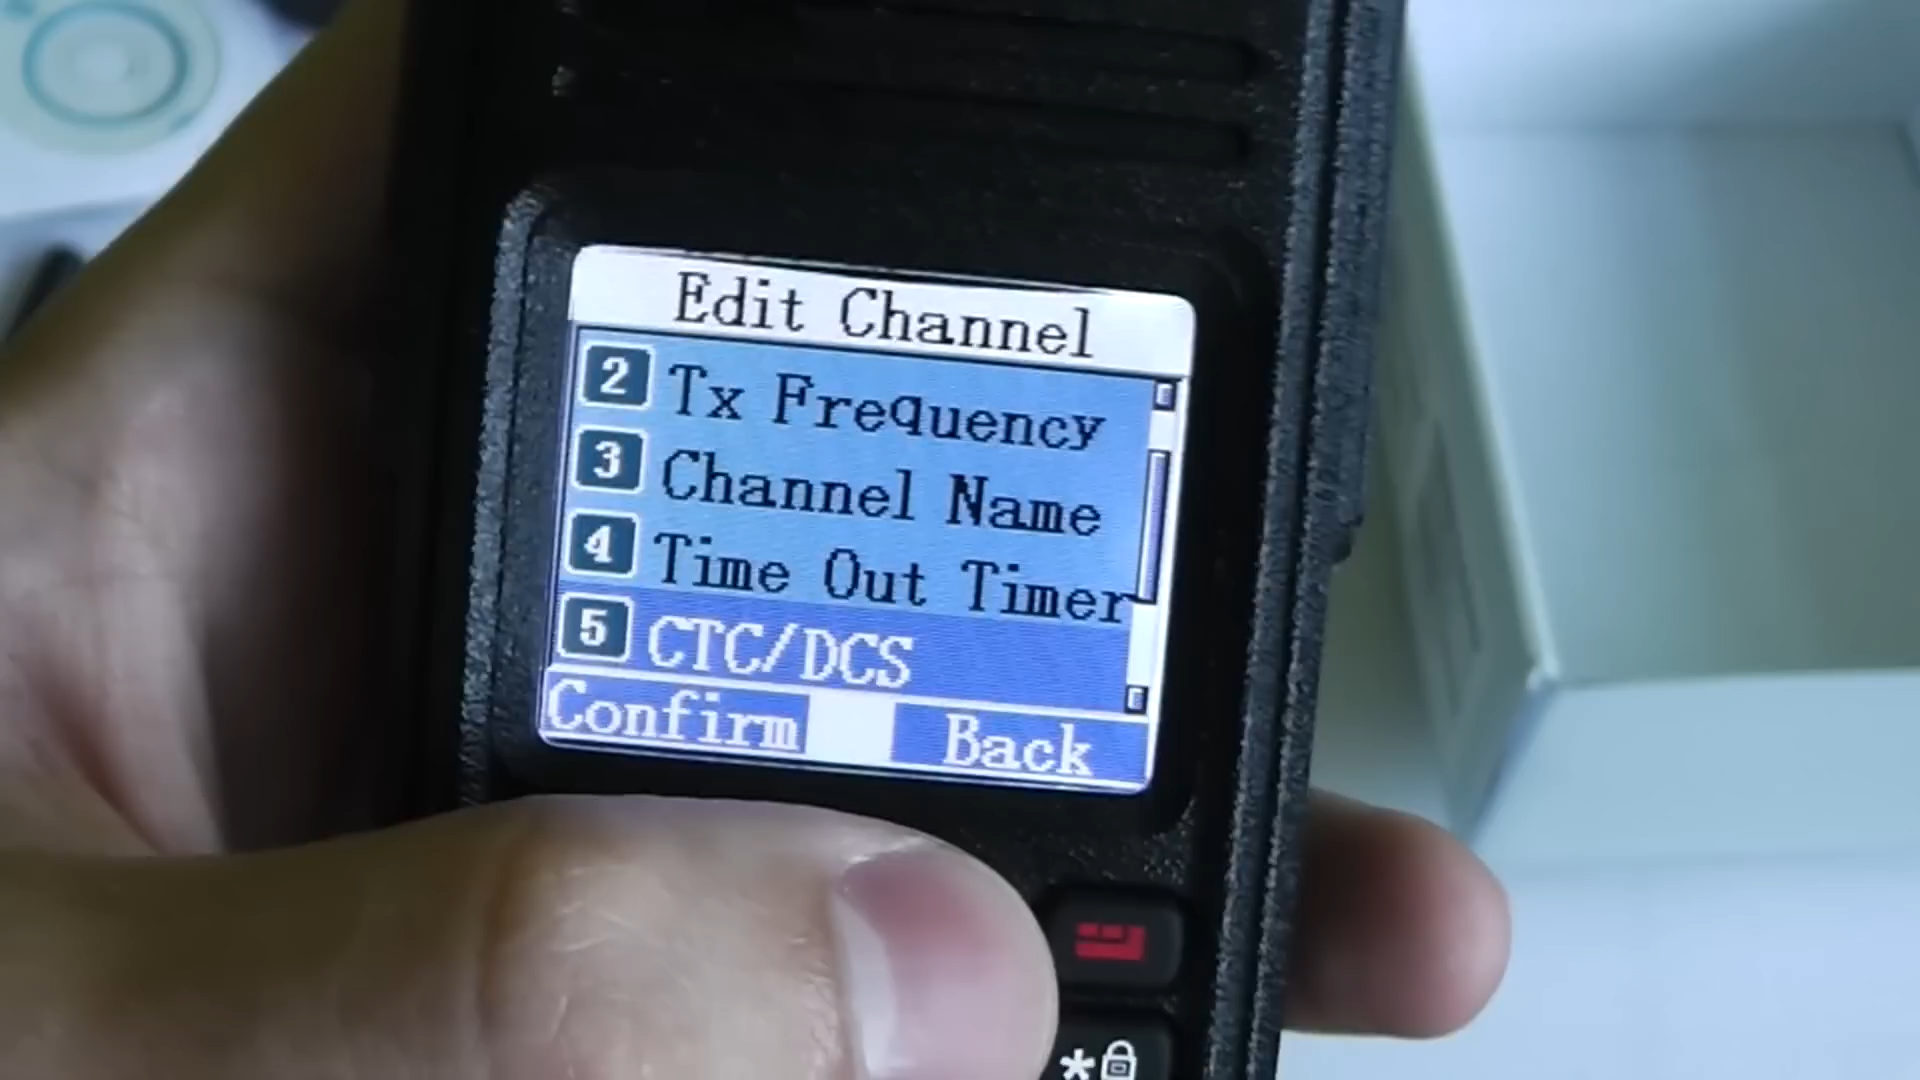 Edit Channel
2 Tx Frequency
3 Channel Name
4 Time Out Timer
5 CTC/DCS
Confirm Back
*